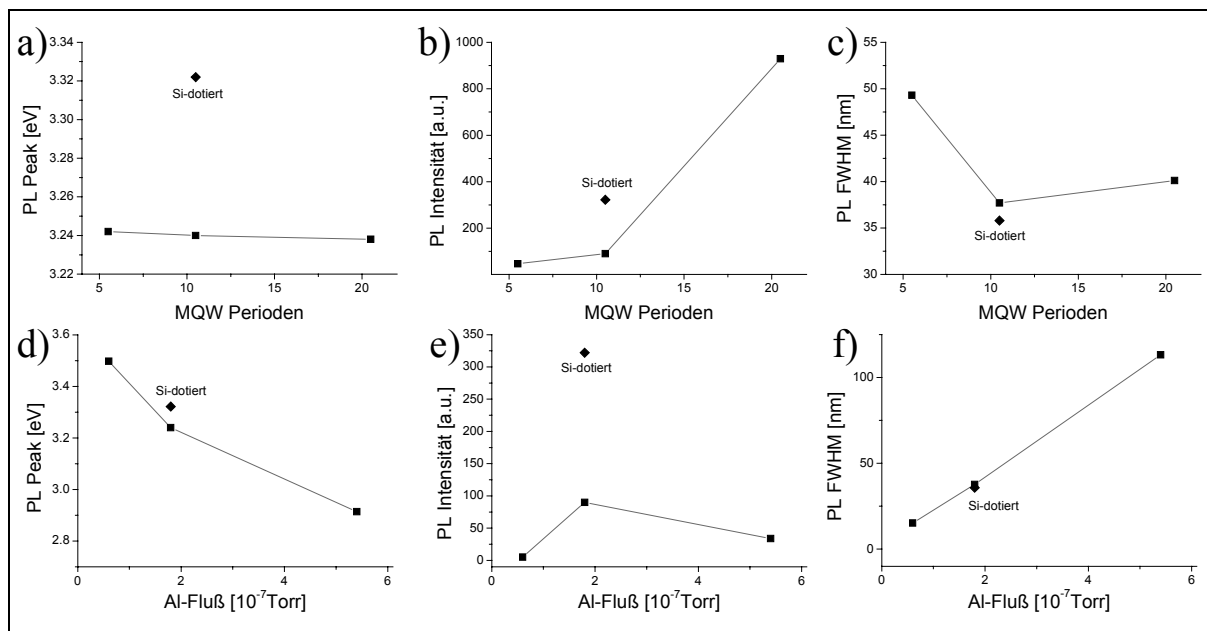 a)
3.34
3.32
3.30
3.28
3.26
3.24
3.22
PL Peak [eV]
Si-dotiert
5
10
15
20
b)
1000
800
600
400
200
PL Intensität [a.u.]
Si-dotiert
5
10
15
20
c)
55
50
45
40
35
30
PL FWHM [nm]
Si-dotiert
5
10
15
20
MQW Perioden
MQW Perioden
MQW Perioden
d)
3.6
3.4
3.2
3.0
2.8
PL Peak [eV]
Si-dotiert
0
2
4
6
e)
350
300
250
200
150
100
50
0
PL Intensität [a.u.]
Si-dotiert
0
2
4
6
f)
100
50
0
PL FWHM [nm]
Si-dotiert
0
2
4
6
Al-Fluß [10⁻⁷Torr]
Al-Fluß [10⁻⁷Torr]
Al-Fluß [10⁻⁷Torr]